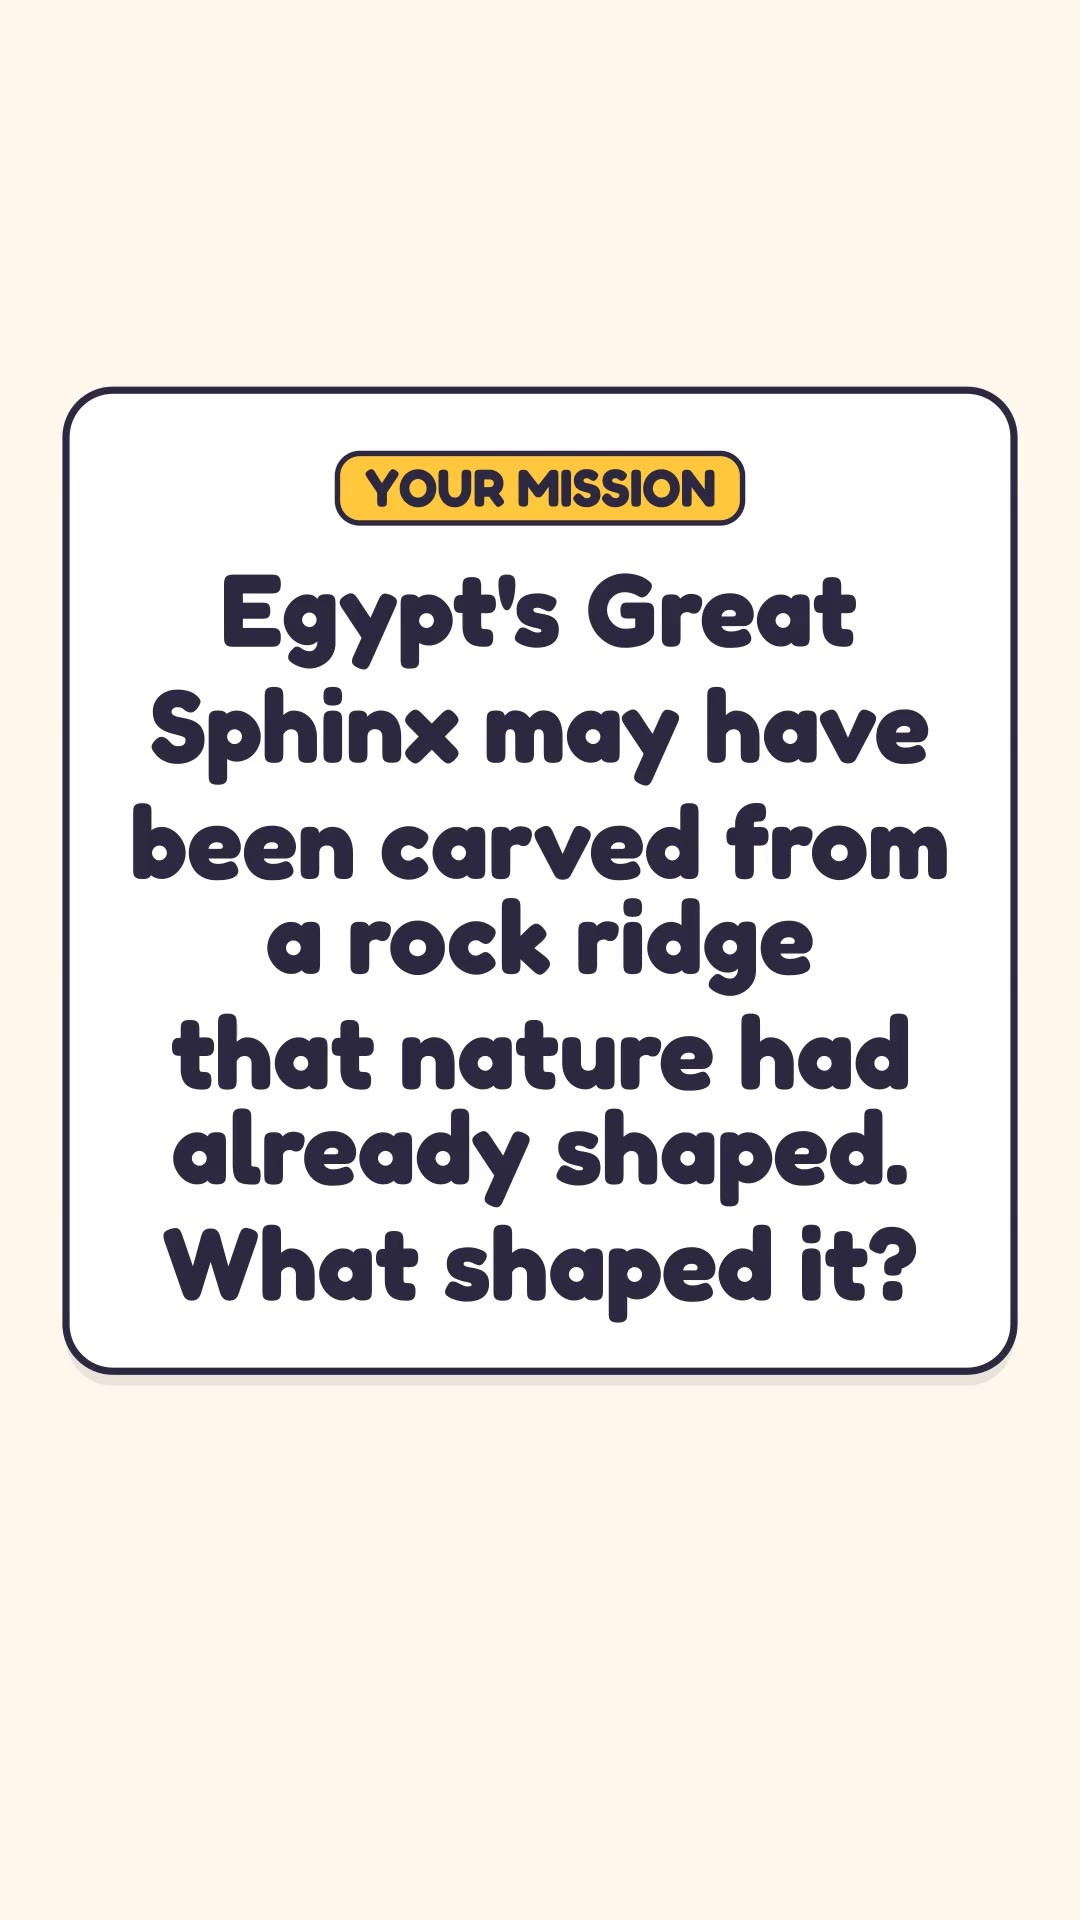 YOUR MISSION
Egypt's Great
Sphinx may have
been carved from
a rock ridge
that nature had
already shaped.
What shaped it?